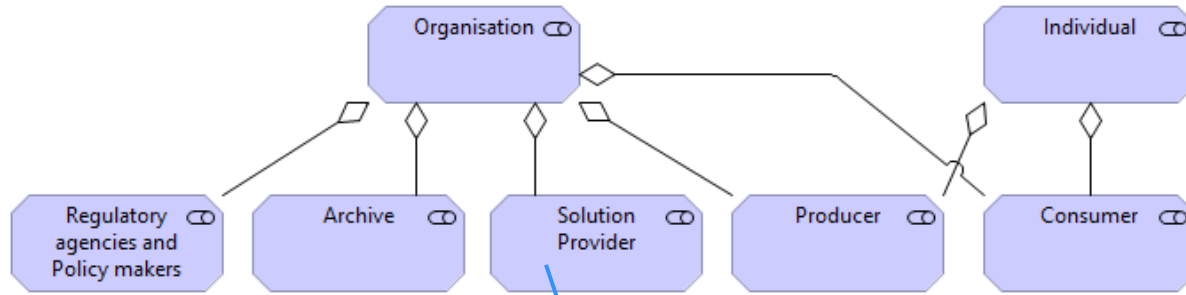 Organisation
Individual
Regulatory
agencies and
Policy makers
Archive
Solution
Provider
Producer
Consumer